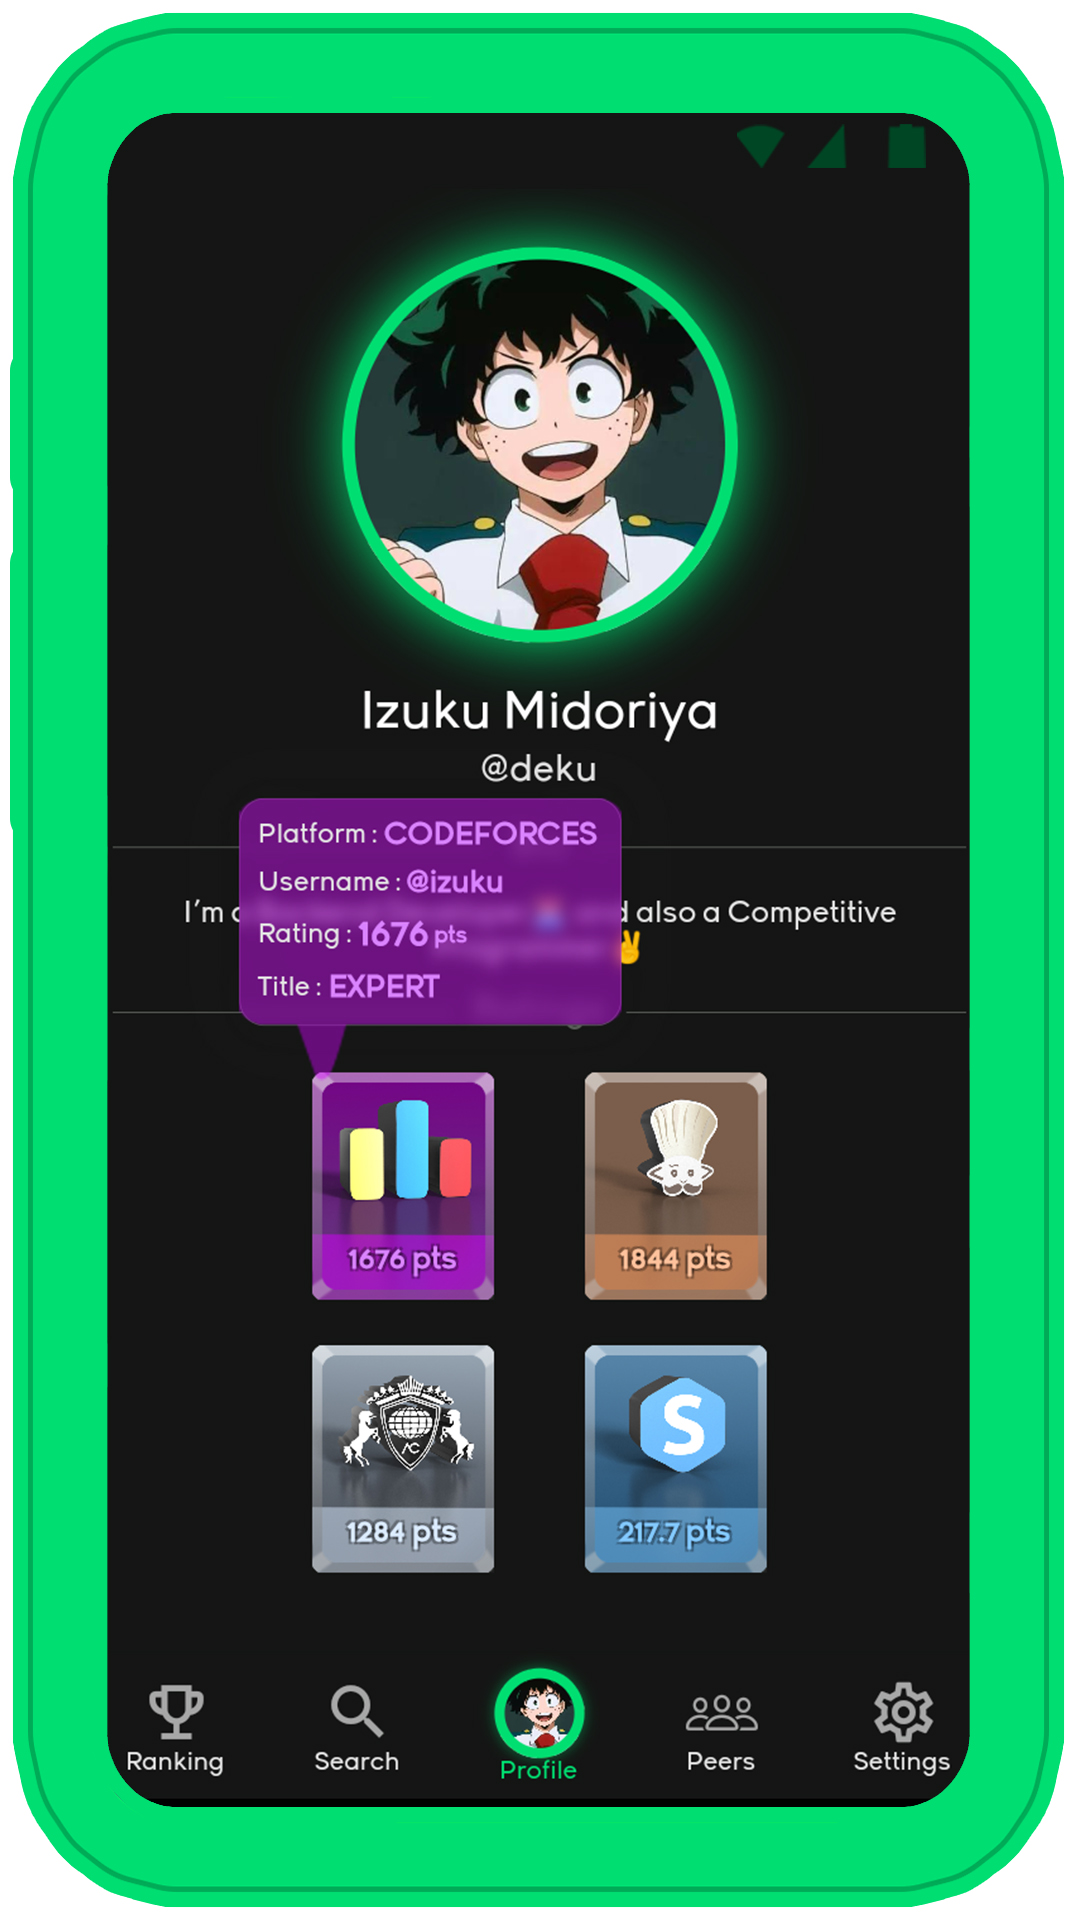 Izuku Midoriya
@deku
Platform : CODEFORCES
Username : @izuku
Rating : 1676 pts
Title : EXPERT
I'm also a Competitive
1676 pts
1844 pts
AC
1284 pts
S
217.7 pts
Ranking
Search
Profile
Peers
Settings